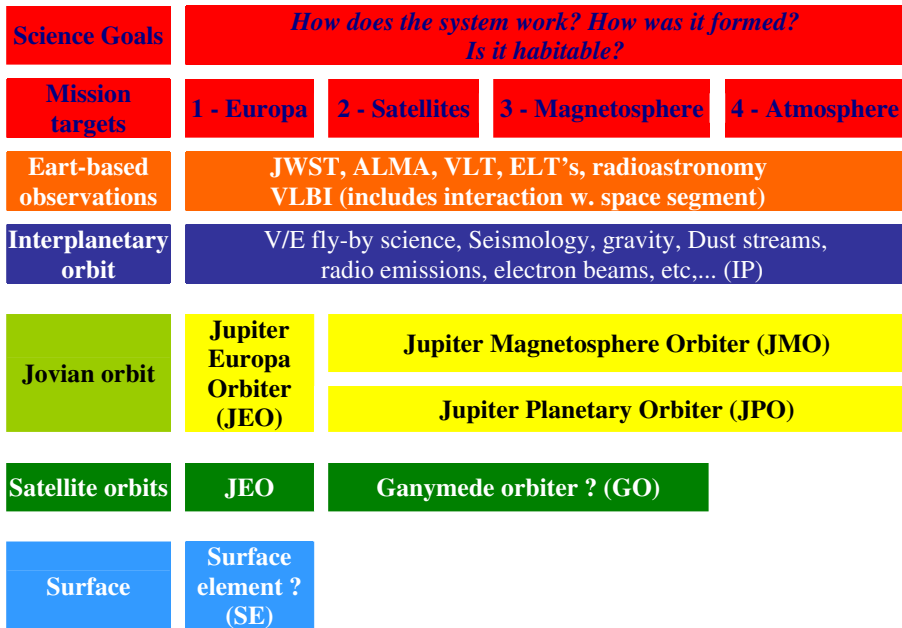 Science Goals
How does the system work? How was it formed?
Is it habitable?
Mission
targets
1 - Europa
2 - Satellites
3 - Magnetosphere
4 - Atmosphere
Eart-based
observations
JWST, ALMA, VLT, ELT's, radioastronomy
VLBI (includes interaction w. space segment)
Interplanetary
orbit
V/E fly-by science, Seismology, gravity, Dust streams,
radio emissions, electron beams, etc,... (IP)
Jovian orbit
Jupiter
Europa
Orbiter
(JEO)
Jupiter Magnetosphere Orbiter (JMO)
Jupiter Planetary Orbiter (JPO)
Satellite orbits
JEO
Ganymede orbiter ? (GO)
Surface
Surface
element ?
(SE)